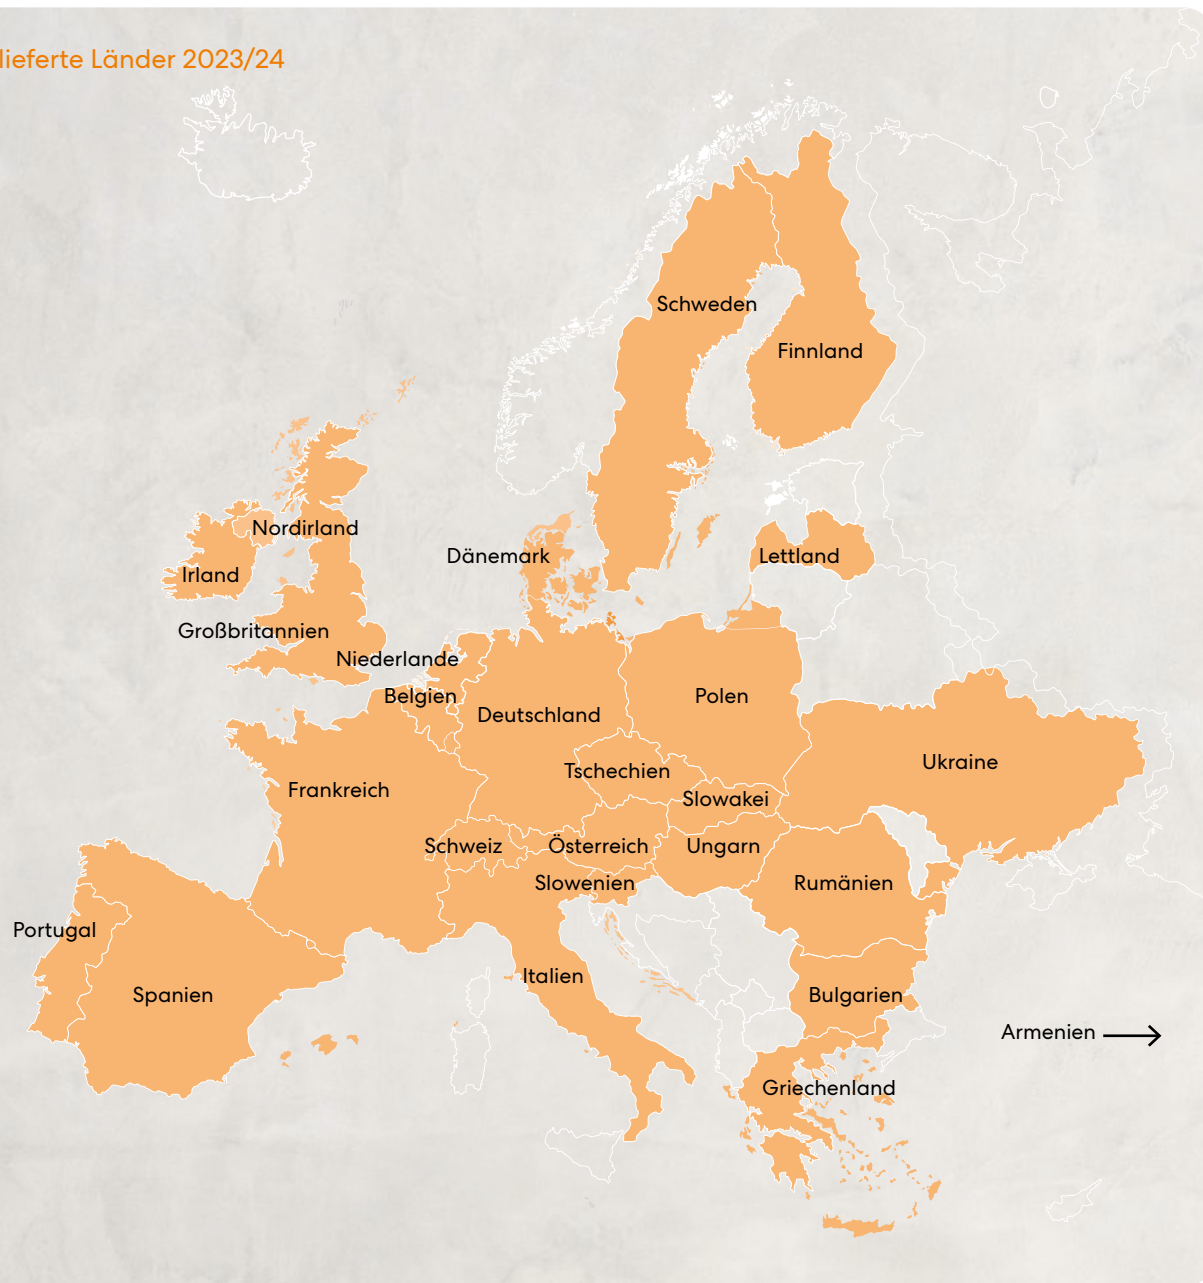 lieferte Länder 2023/24
Schweden
Finnland
Nordirland
Dänemark
Lettland
Irland
Großbritannien
Niederlande
Belgien
Polen
Deutschland
Ukraine
Tschechien
Frankreich
Slowakei
Schweiz
Österreich
Ungarn
Slowenien
Rumänien
Portugal
Italien
Spanien
Bulgarien
Armenien
Griechenland